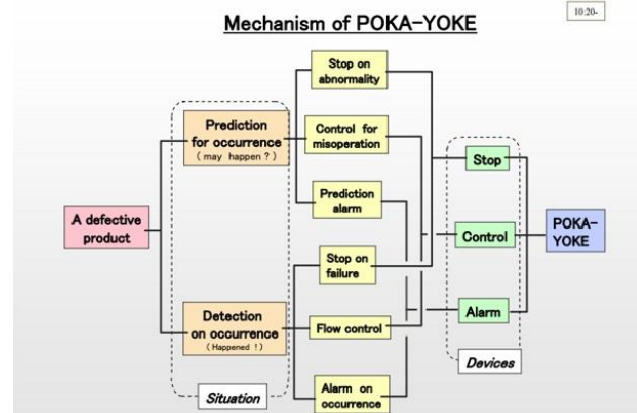 10:20-
Mechanism of POKA-YOKE
Stop on
abnormality
Prediction
for occurrence
( may happen ? )
Control for
misoperation
Stop
Prediction
alarm
A defective
product
Control
POKA-
YOKE
Stop on
failure
Detection
on occurrence
(Happened !)
Flow control
Alarm
Devices
Situation
Alarm on
occurrence